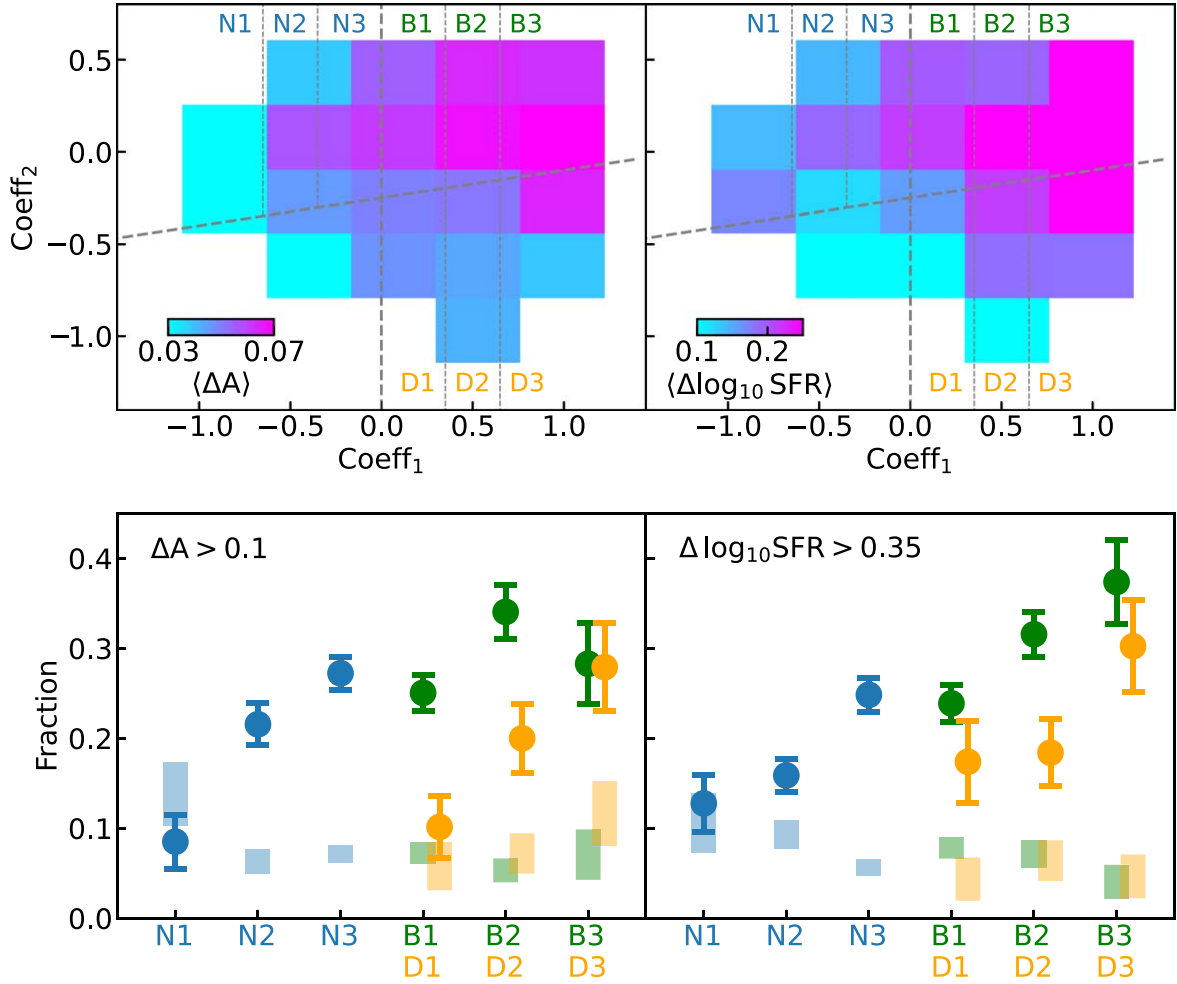 N1 N2 N3 B1 B2 B3
N1 N2 N3 B1 B2 B3
0.5
0.0
−0.5
−1.0
Coeff₂
0.03 0.07
⟨ΔA⟩
D1 D2 D3
0.1 0.2
⟨Δlog₁₀ SFR⟩
D1 D2 D3
−1.0 −0.5 0.0 0.5 1.0
−1.0 −0.5 0.0 0.5 1.0
Coeff₁
Coeff₁
ΔA > 0.1
Δ log₁₀SFR > 0.35
0.4
0.3
0.2
0.1
0.0
Fraction
N1 N2 N3 B1 B2 B3
D1 D2 D3
N1 N2 N3 B1 B2 B3
D1 D2 D3